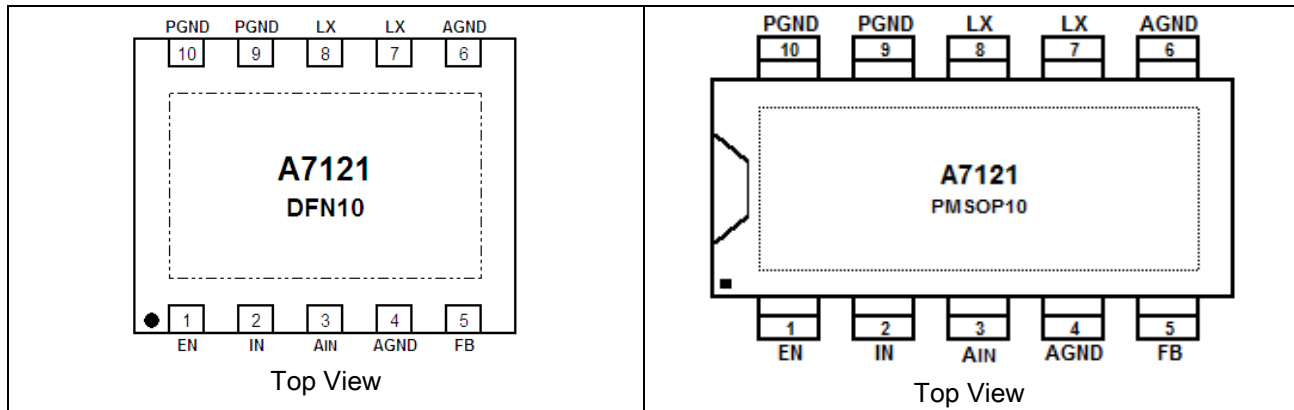 PGND PGND LX LX AGND
10 9 8 7 6
A7121
DFN10
1 2 3 4 5
EN IN AIN AGND FB
Top View
PGND PGND LX LX AGND
10 9 8 7 6
A7121
PMSOP10
1 2 3 4 5
EN IN AIN AGND FB
Top View